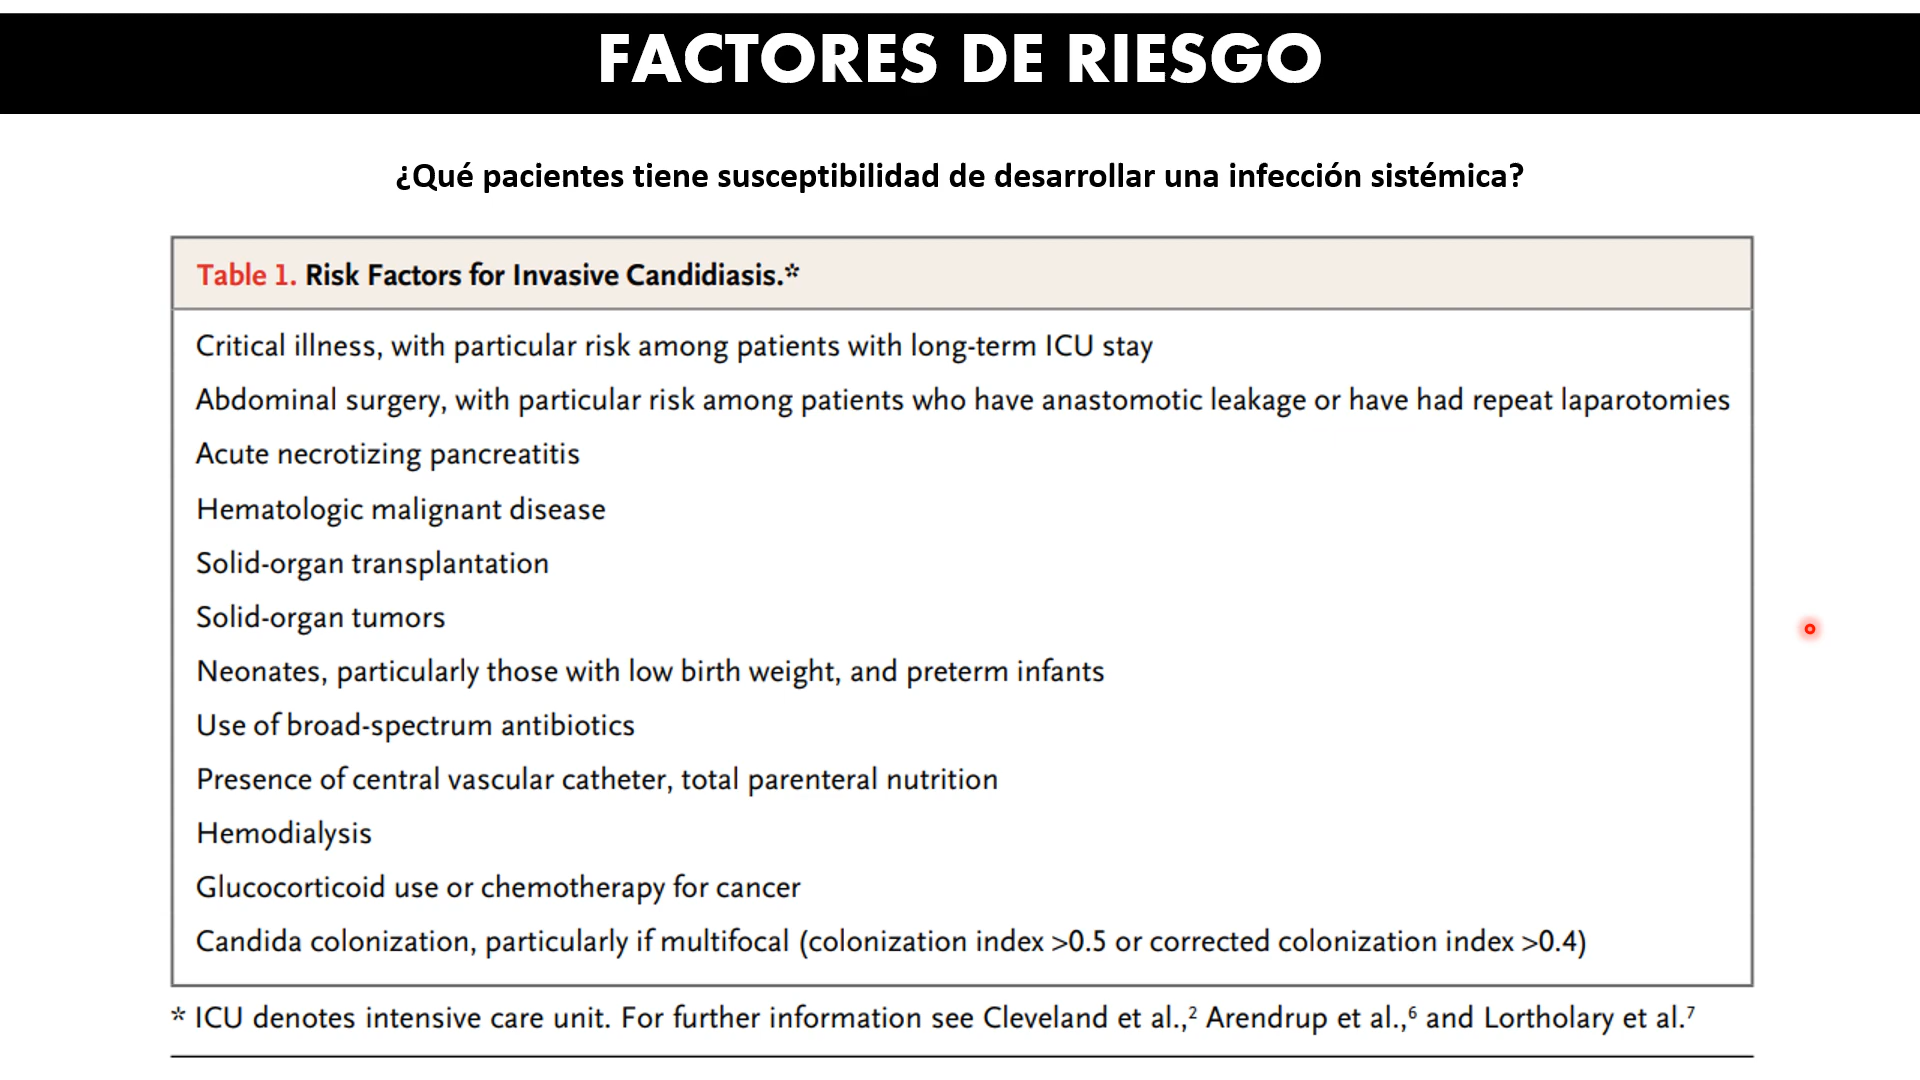 FACTORES DE RIESGO
¿Qué pacientes tiene susceptibilidad de desarrollar una infección sistémica?
Table 1. Risk Factors for Invasive Candidiasis.*
Critical illness, with particular risk among patients with long-term ICU stay
Abdominal surgery, with particular risk among patients who have anastomotic leakage or have had repeat laparotomies
Acute necrotizing pancreatitis
Hematologic malignant disease
Solid-organ transplantation
Solid-organ tumors
Neonates, particularly those with low birth weight, and preterm infants
Use of broad-spectrum antibiotics
Presence of central vascular catheter, total parenteral nutrition
Hemodialysis
Glucocorticoid use or chemotherapy for cancer
Candida colonization, particularly if multifocal (colonization index >0.5 or corrected colonization index >0.4)
* ICU denotes intensive care unit. For further information see Cleveland et al.,² Arendrup et al.,⁶ and Lortholary et al.⁷